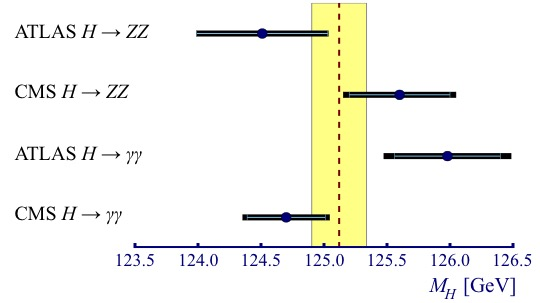 ATLAS H → ZZ
CMS H → ZZ
ATLAS H → γγ
CMS H → γγ
123.5 124.0 124.5 125.0 125.5 126.0 126.5
M_H [GeV]